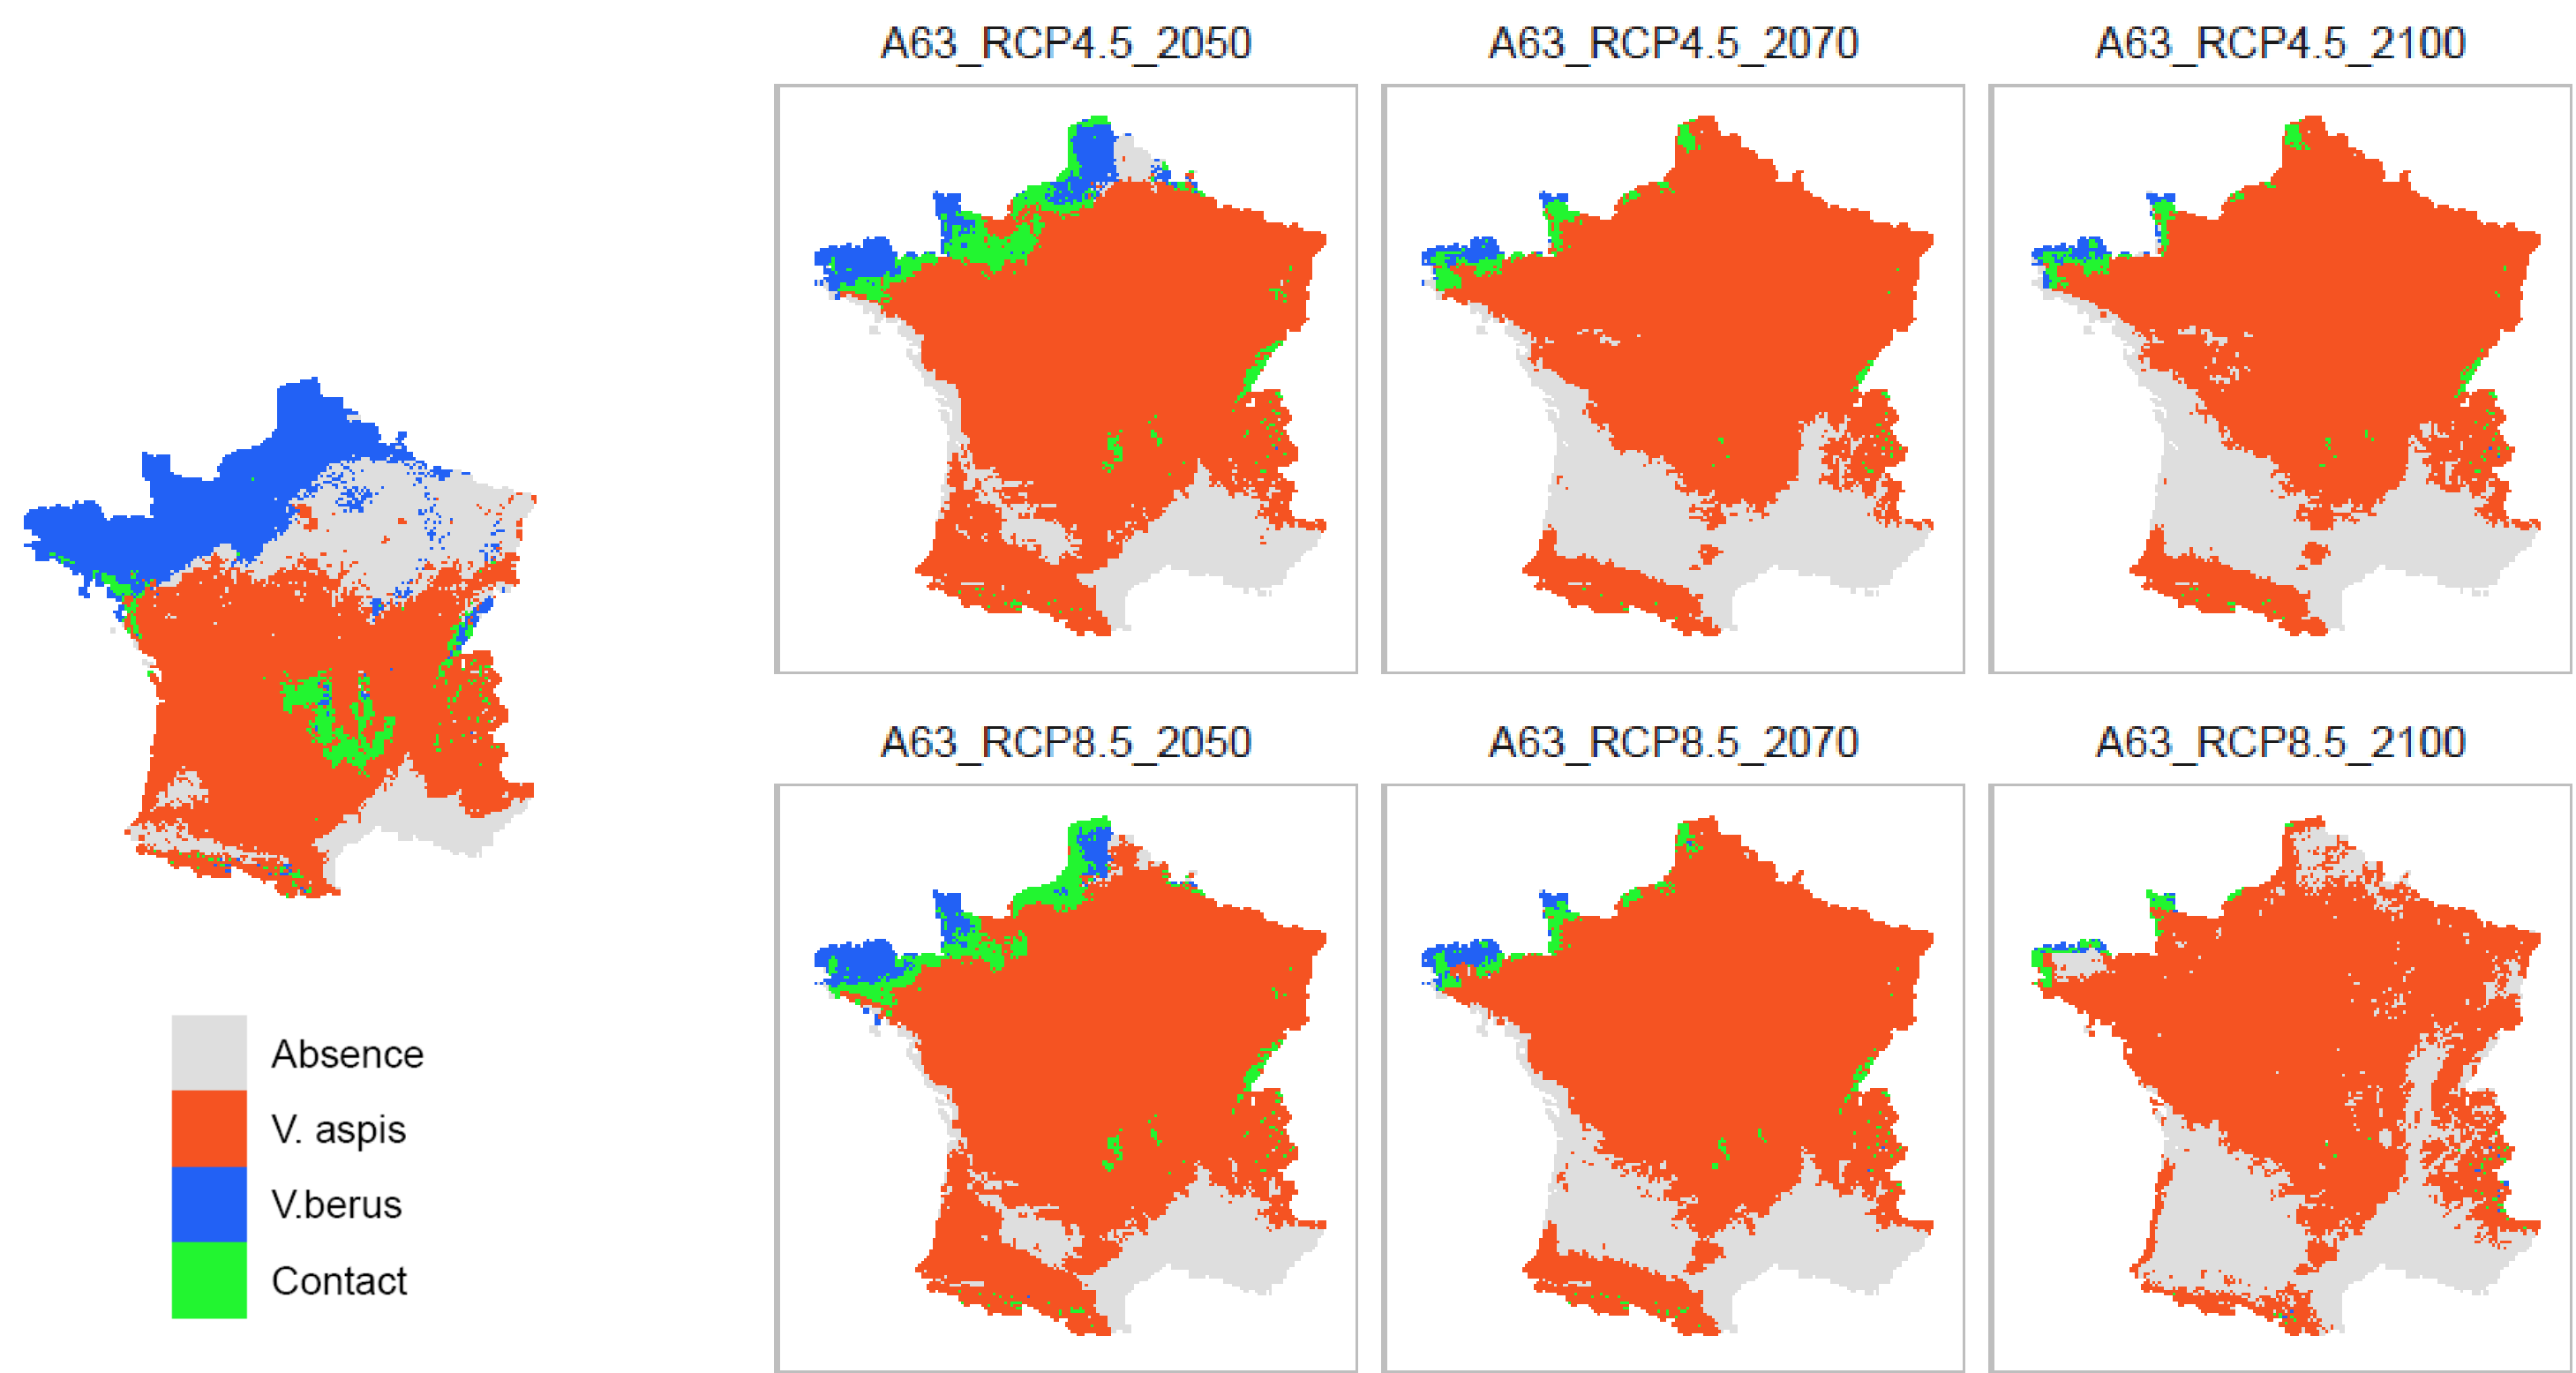 A63_RCP4.5_2050
A63_RCP4.5_2070
A63_RCP4.5_2100
A63_RCP8.5_2050
A63_RCP8.5_2070
A63_RCP8.5_2100
Absence
V. aspis
V.berus
Contact